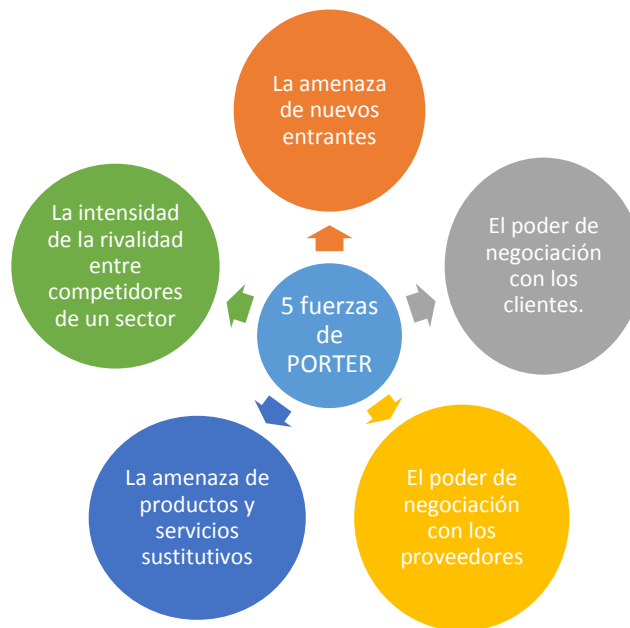 La amenaza
de nuevos
entrantes
El poder de
negociación
con los
clientes.
El poder de
negociación
con los
proveedores
La amenaza de
productos y
servicios
sustitutivos
La intensidad
de la rivalidad
entre
competidores
de un sector
5 fuerzas
de
PORTER